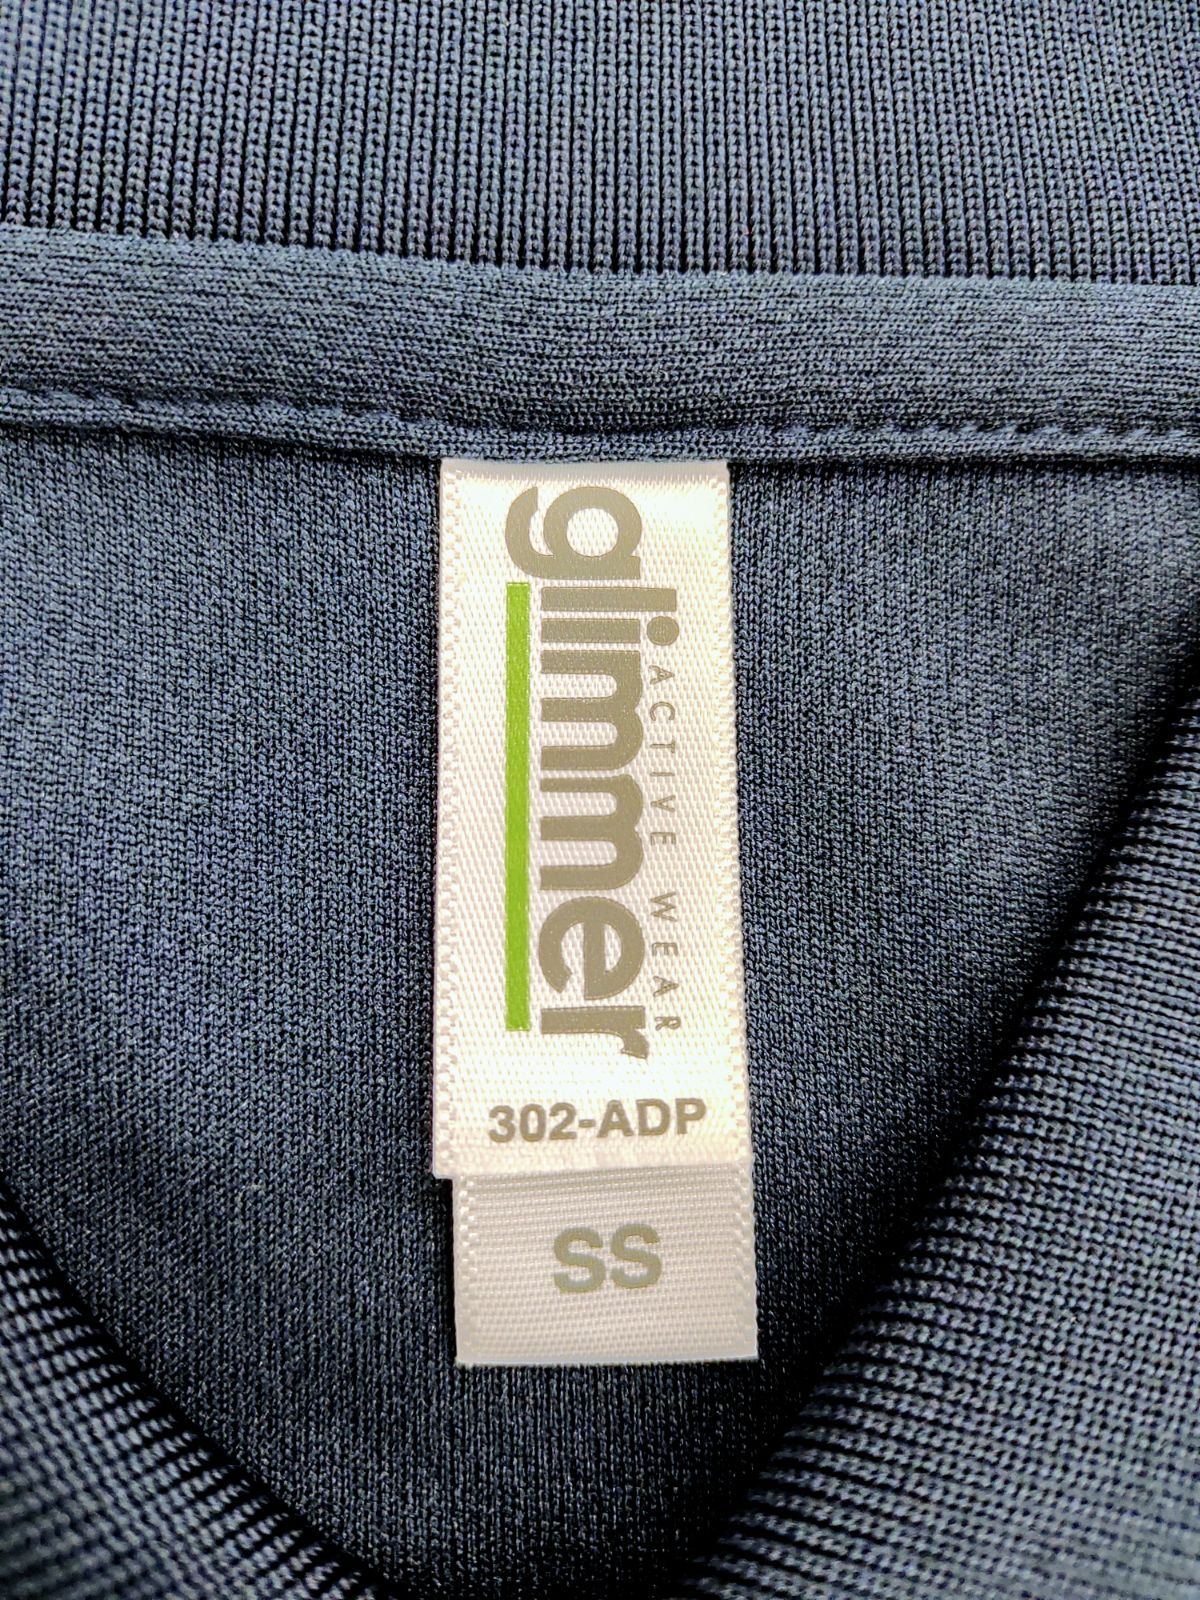 glimmer
ACTIVE WEAR
302-ADP
SS